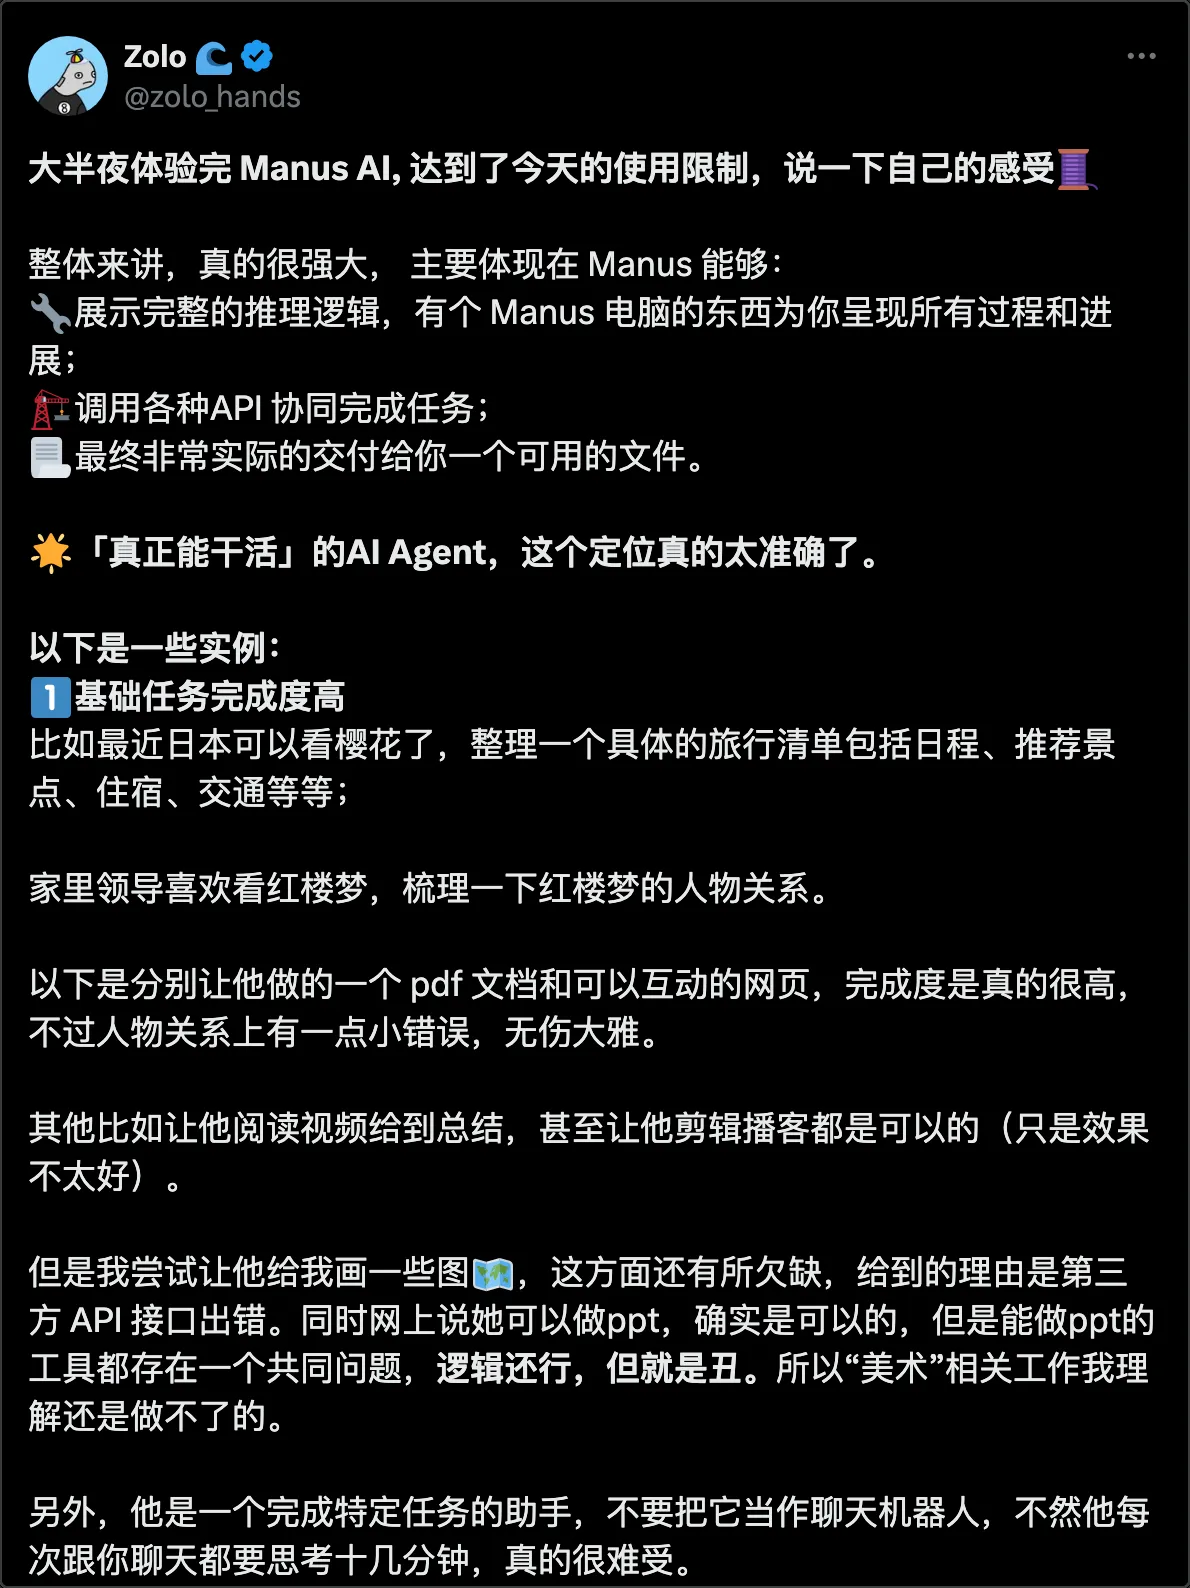 Zolo 🌊
@zolo_hands
大半夜体验完 Manus AI, 达到了今天的使用限制，说一下自己的感受🧵
整体来讲，真的很强大， 主要体现在 Manus 能够：
🔧展示完整的推理逻辑，有个 Manus 电脑的东西为你呈现所有过程和进
展；
🏗️调用各种API 协同完成任务；
📃最终非常实际的交付给你一个可用的文件。
🌟「真正能干活」的AI Agent，这个定位真的太准确了。
以下是一些实例：
1️⃣基础任务完成度高
比如最近日本可以看樱花了，整理一个具体的旅行清单包括日程、推荐景
点、住宿、交通等等；
家里领导喜欢看红楼梦，梳理一下红楼梦的人物关系。
以下是分别让他做的一个 pdf 文档和可以互动的网页，完成度是真的很高，
不过人物关系上有一点小错误，无伤大雅。
其他比如让他阅读视频给到总结，甚至让他剪辑播客都是可以的（只是效果
不太好）。
但是我尝试让他给我画一些图🗺️，这方面还有所欠缺，给到的理由是第三
方 API 接口出错。同时网上说她可以做ppt，确实是可以的，但是能做ppt的
工具都存在一个共同问题，逻辑还行，但就是丑。所以“美术”相关工作我理
解还是做不了的。
另外，他是一个完成特定任务的助手，不要把它当作聊天机器人，不然他每
次跟你聊天都要思考十几分钟，真的很难受。